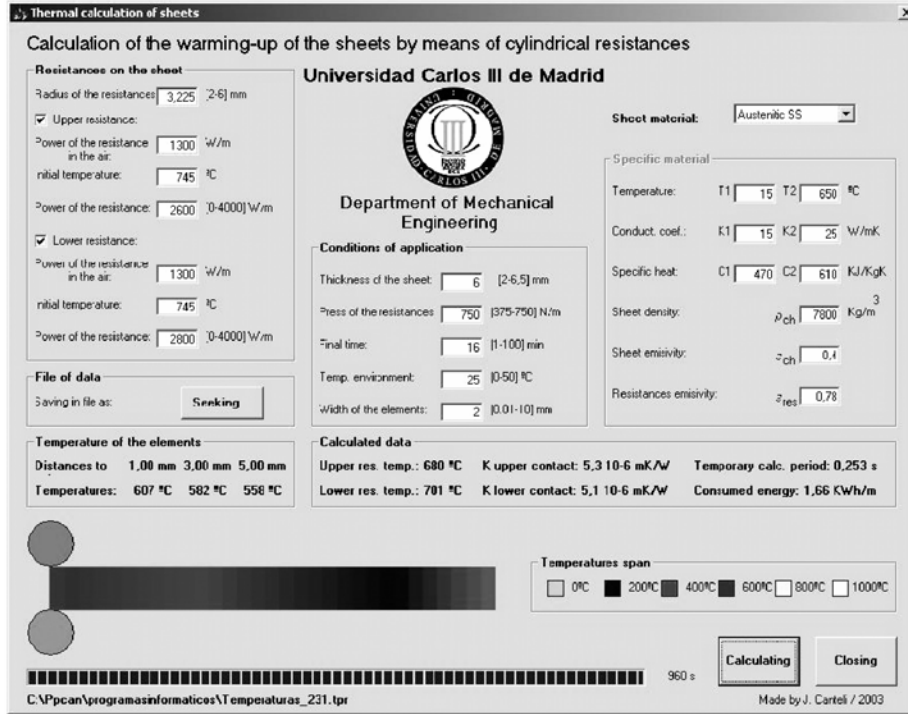 Thermal calculation of sheets
Calculation of the warming-up of the sheets by means of cylindrical resistances
Resistances on the sheet
Radius of the resistances 3,225 [2-6] mm
Upper resistance:
Power of the resistance in the air: 1300 W/m
nitial temperature: 745 ºC
Power of the resistance: 2600 [0-4000] W/m
Lower resistance:
Power of the resistance in the air: 1300 W/m
nitial temperature: 745 ºC
Power of the resistance: 2800 [0-4000] W/m
File of data
Saving in file as: Seeking
Universidad Carlos III de Madrid
UNIVERSIDAD CARLOS III DE MADRID
Department of Mechanical
Engineering
Conditions of application
Thickness of the sheet: 6 [2-6,5] mm
Press of the resistances 750 [375-750] N/m
Final time: 16 [1-100] min
Temp. environment: 25 [0-50] ºC
Width of the elements: 2 [0.01-10] mm
Sheet material: Austenitic SS
Specific material
Temperature: T1 15 T2 650 ºC
Conduct. coef.: K1 15 K2 25 W/mK
Specific heat: C1 470 C2 610 KJ/KgK
Sheet density: ρch 7800 Kg/m3
Sheet emisivity: εch 0,4
Resistances emisivity: εres 0,78
Temperature of the elements
Distances to 1,00 mm 3,00 mm 5,00 mm
Temperatures: 607 ºC 582 ºC 558 ºC
Calculated data
Upper res. temp.: 680 ºC K upper contact: 5,3 10-6 mK/W Temporary calc. period: 0,253 s
Lower res. temp.: 701 ºC K lower contact: 5,1 10-6 mK/W Consumed energy: 1,66 KWh/m
Temperatures span
0ºC 200ºC 400ºC 600ºC 800ºC 1000ºC
960 s
Calculating
Closing
C:\Ppcan\programasinformaticos\Temperaturas_231.tpr
Made by J. Canteli / 2003